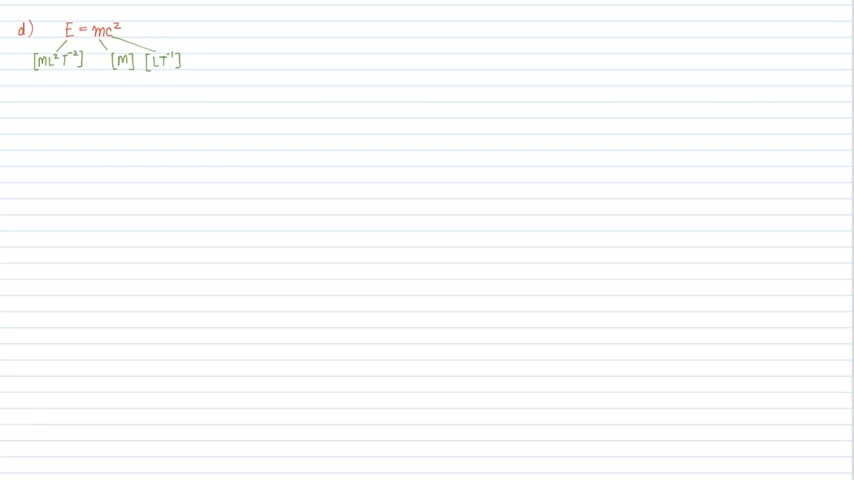 d) E = mc²
[ML²T⁻²] [M] [LT⁻¹]